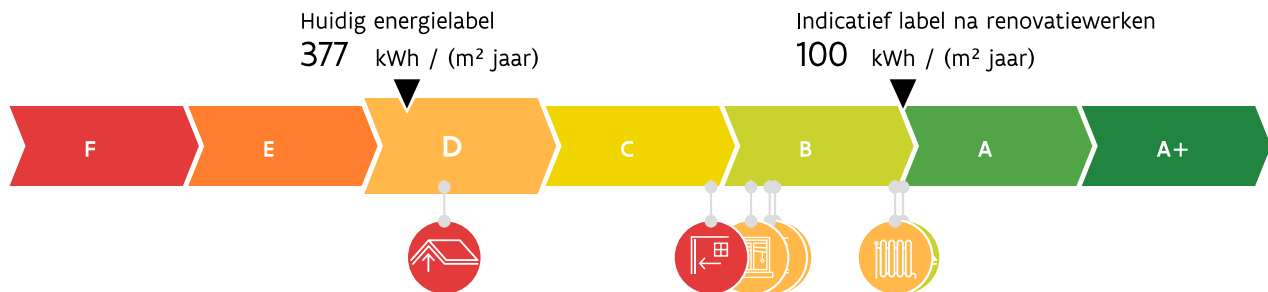 Huidig energielabel
377 kWh / (m² jaar)
Indicatief label na renovatiewerken
100 kWh / (m² jaar)
F E D C B A A+